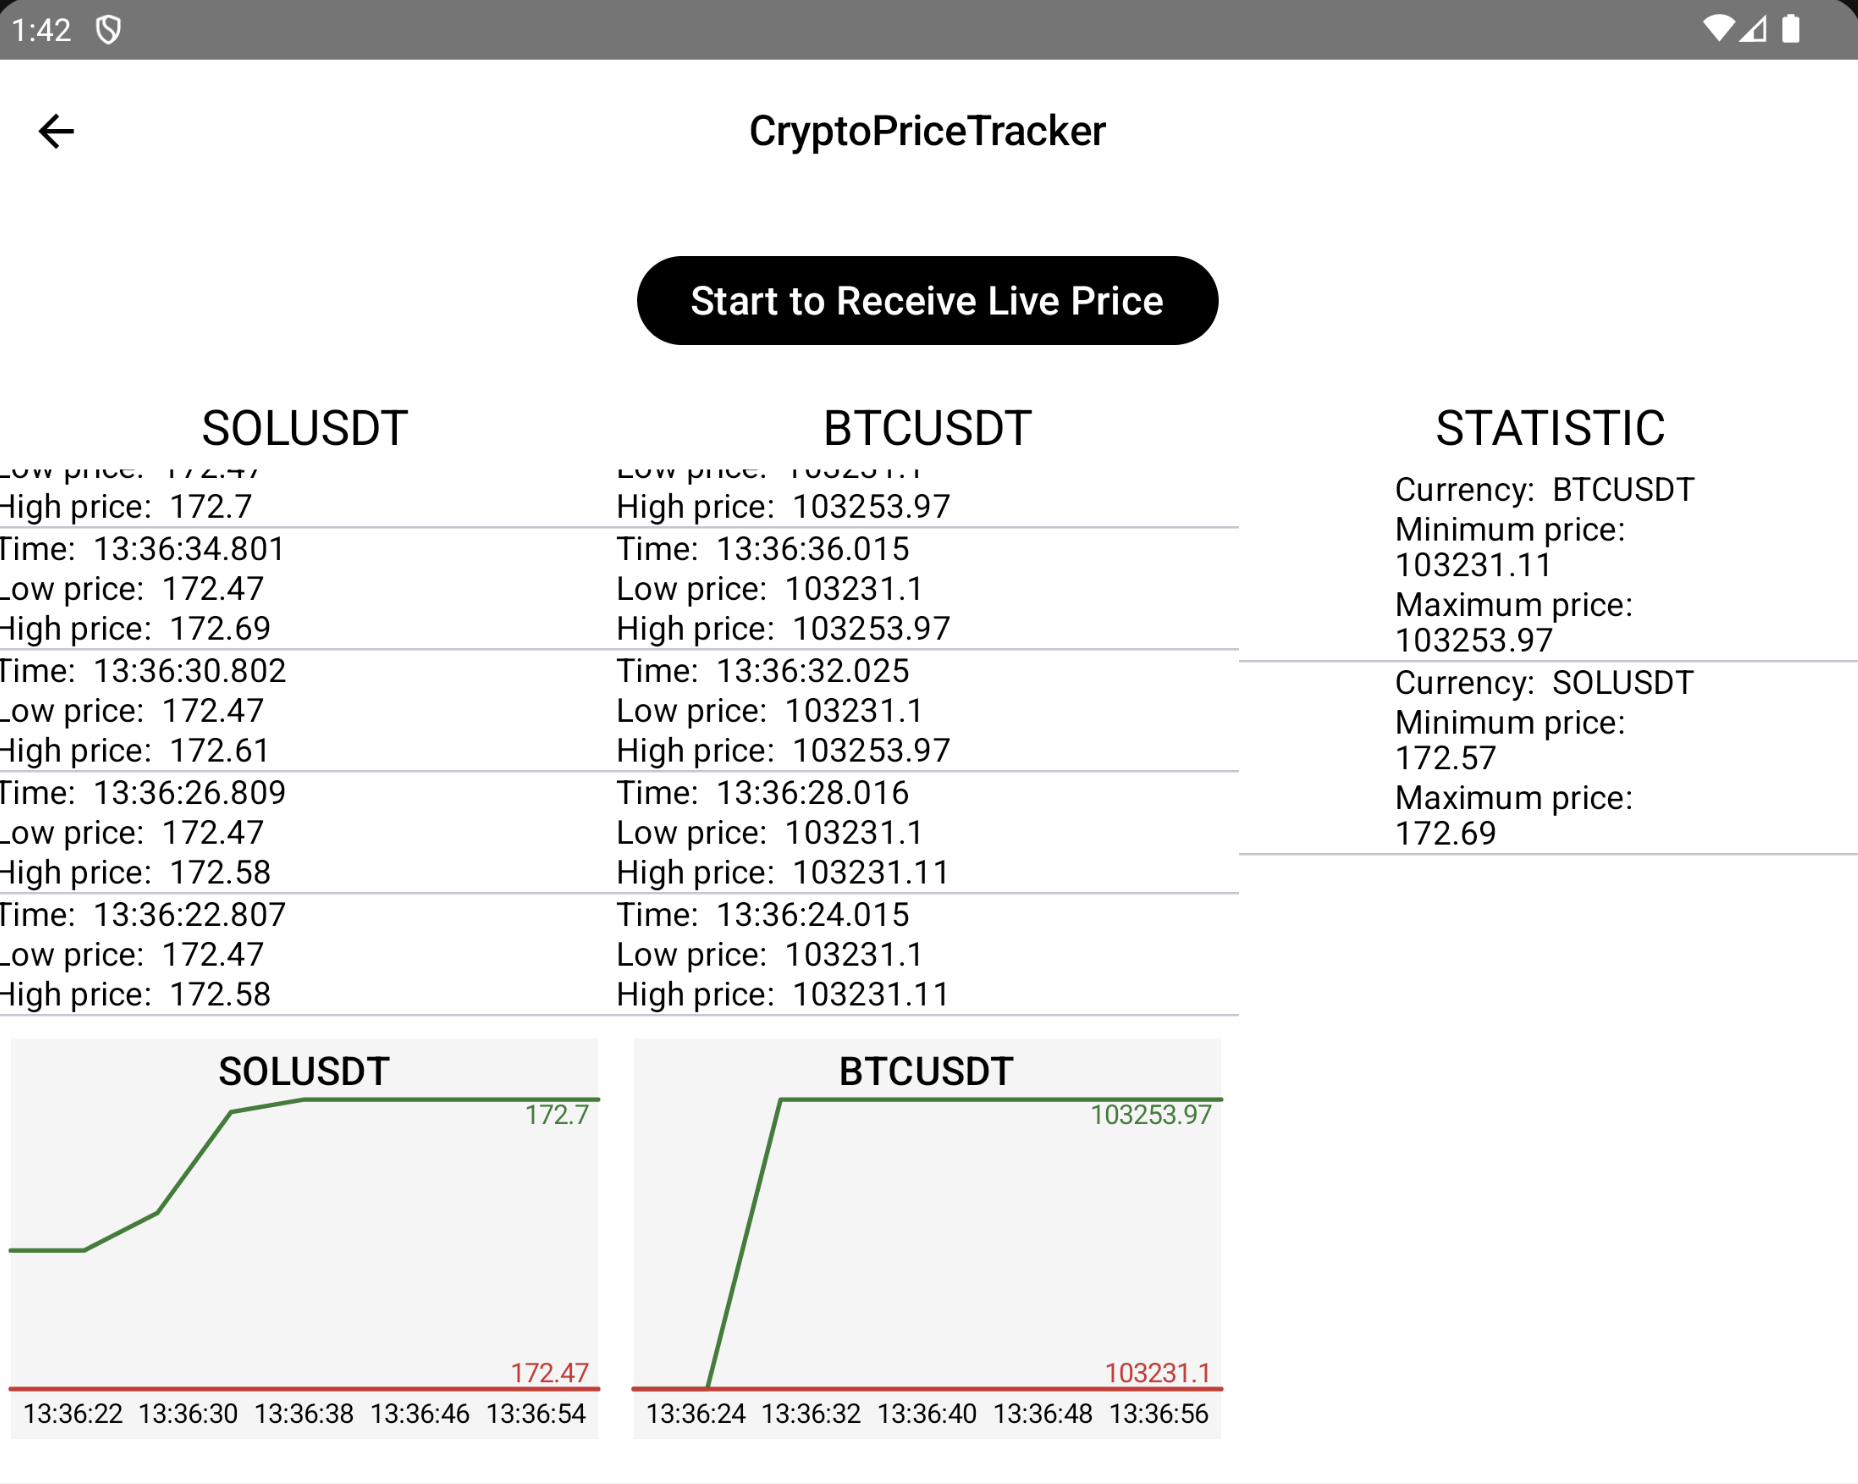 1:42
CryptoPriceTracker
Start to Receive Live Price
SOLUSDT
Low price: 172.47
High price: 172.7
Time: 13:36:34.801
Low price: 172.47
High price: 172.69
Time: 13:36:30.802
Low price: 172.47
High price: 172.61
Time: 13:36:26.809
Low price: 172.47
High price: 172.58
Time: 13:36:22.807
Low price: 172.47
High price: 172.58
BTCUSDT
Low price: 103231.1
High price: 103253.97
Time: 13:36:36.015
Low price: 103231.1
High price: 103253.97
Time: 13:36:32.025
Low price: 103231.1
High price: 103253.97
Time: 13:36:28.016
Low price: 103231.1
High price: 103231.11
Time: 13:36:24.015
Low price: 103231.1
High price: 103231.11
STATISTIC
Currency: BTCUSDT
Minimum price:
103231.11
Maximum price:
103253.97
Currency: SOLUSDT
Minimum price:
172.57
Maximum price:
172.69
SOLUSDT
172.7
172.47
13:36:22 13:36:30 13:36:38 13:36:46 13:36:54
BTCUSDT
103253.97
103231.1
13:36:24 13:36:32 13:36:40 13:36:48 13:36:56